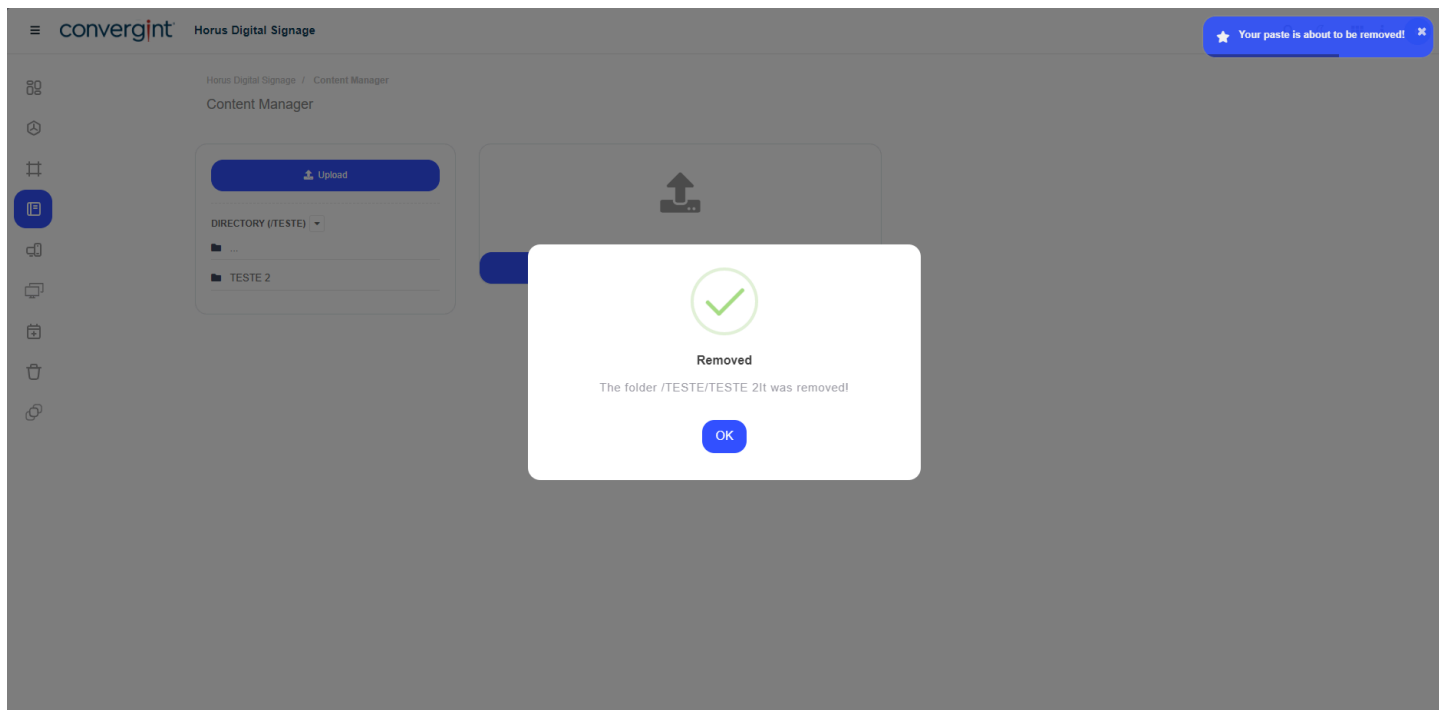 convergint
Horus Digital Signage
Your paste is about to be removed!
Horus Digital Signage / Content Manager
Content Manager
Upload
DIRECTORY (/TESTE)
...
TESTE 2
Removed
The folder /TESTE/TESTE 2It was removed!
OK